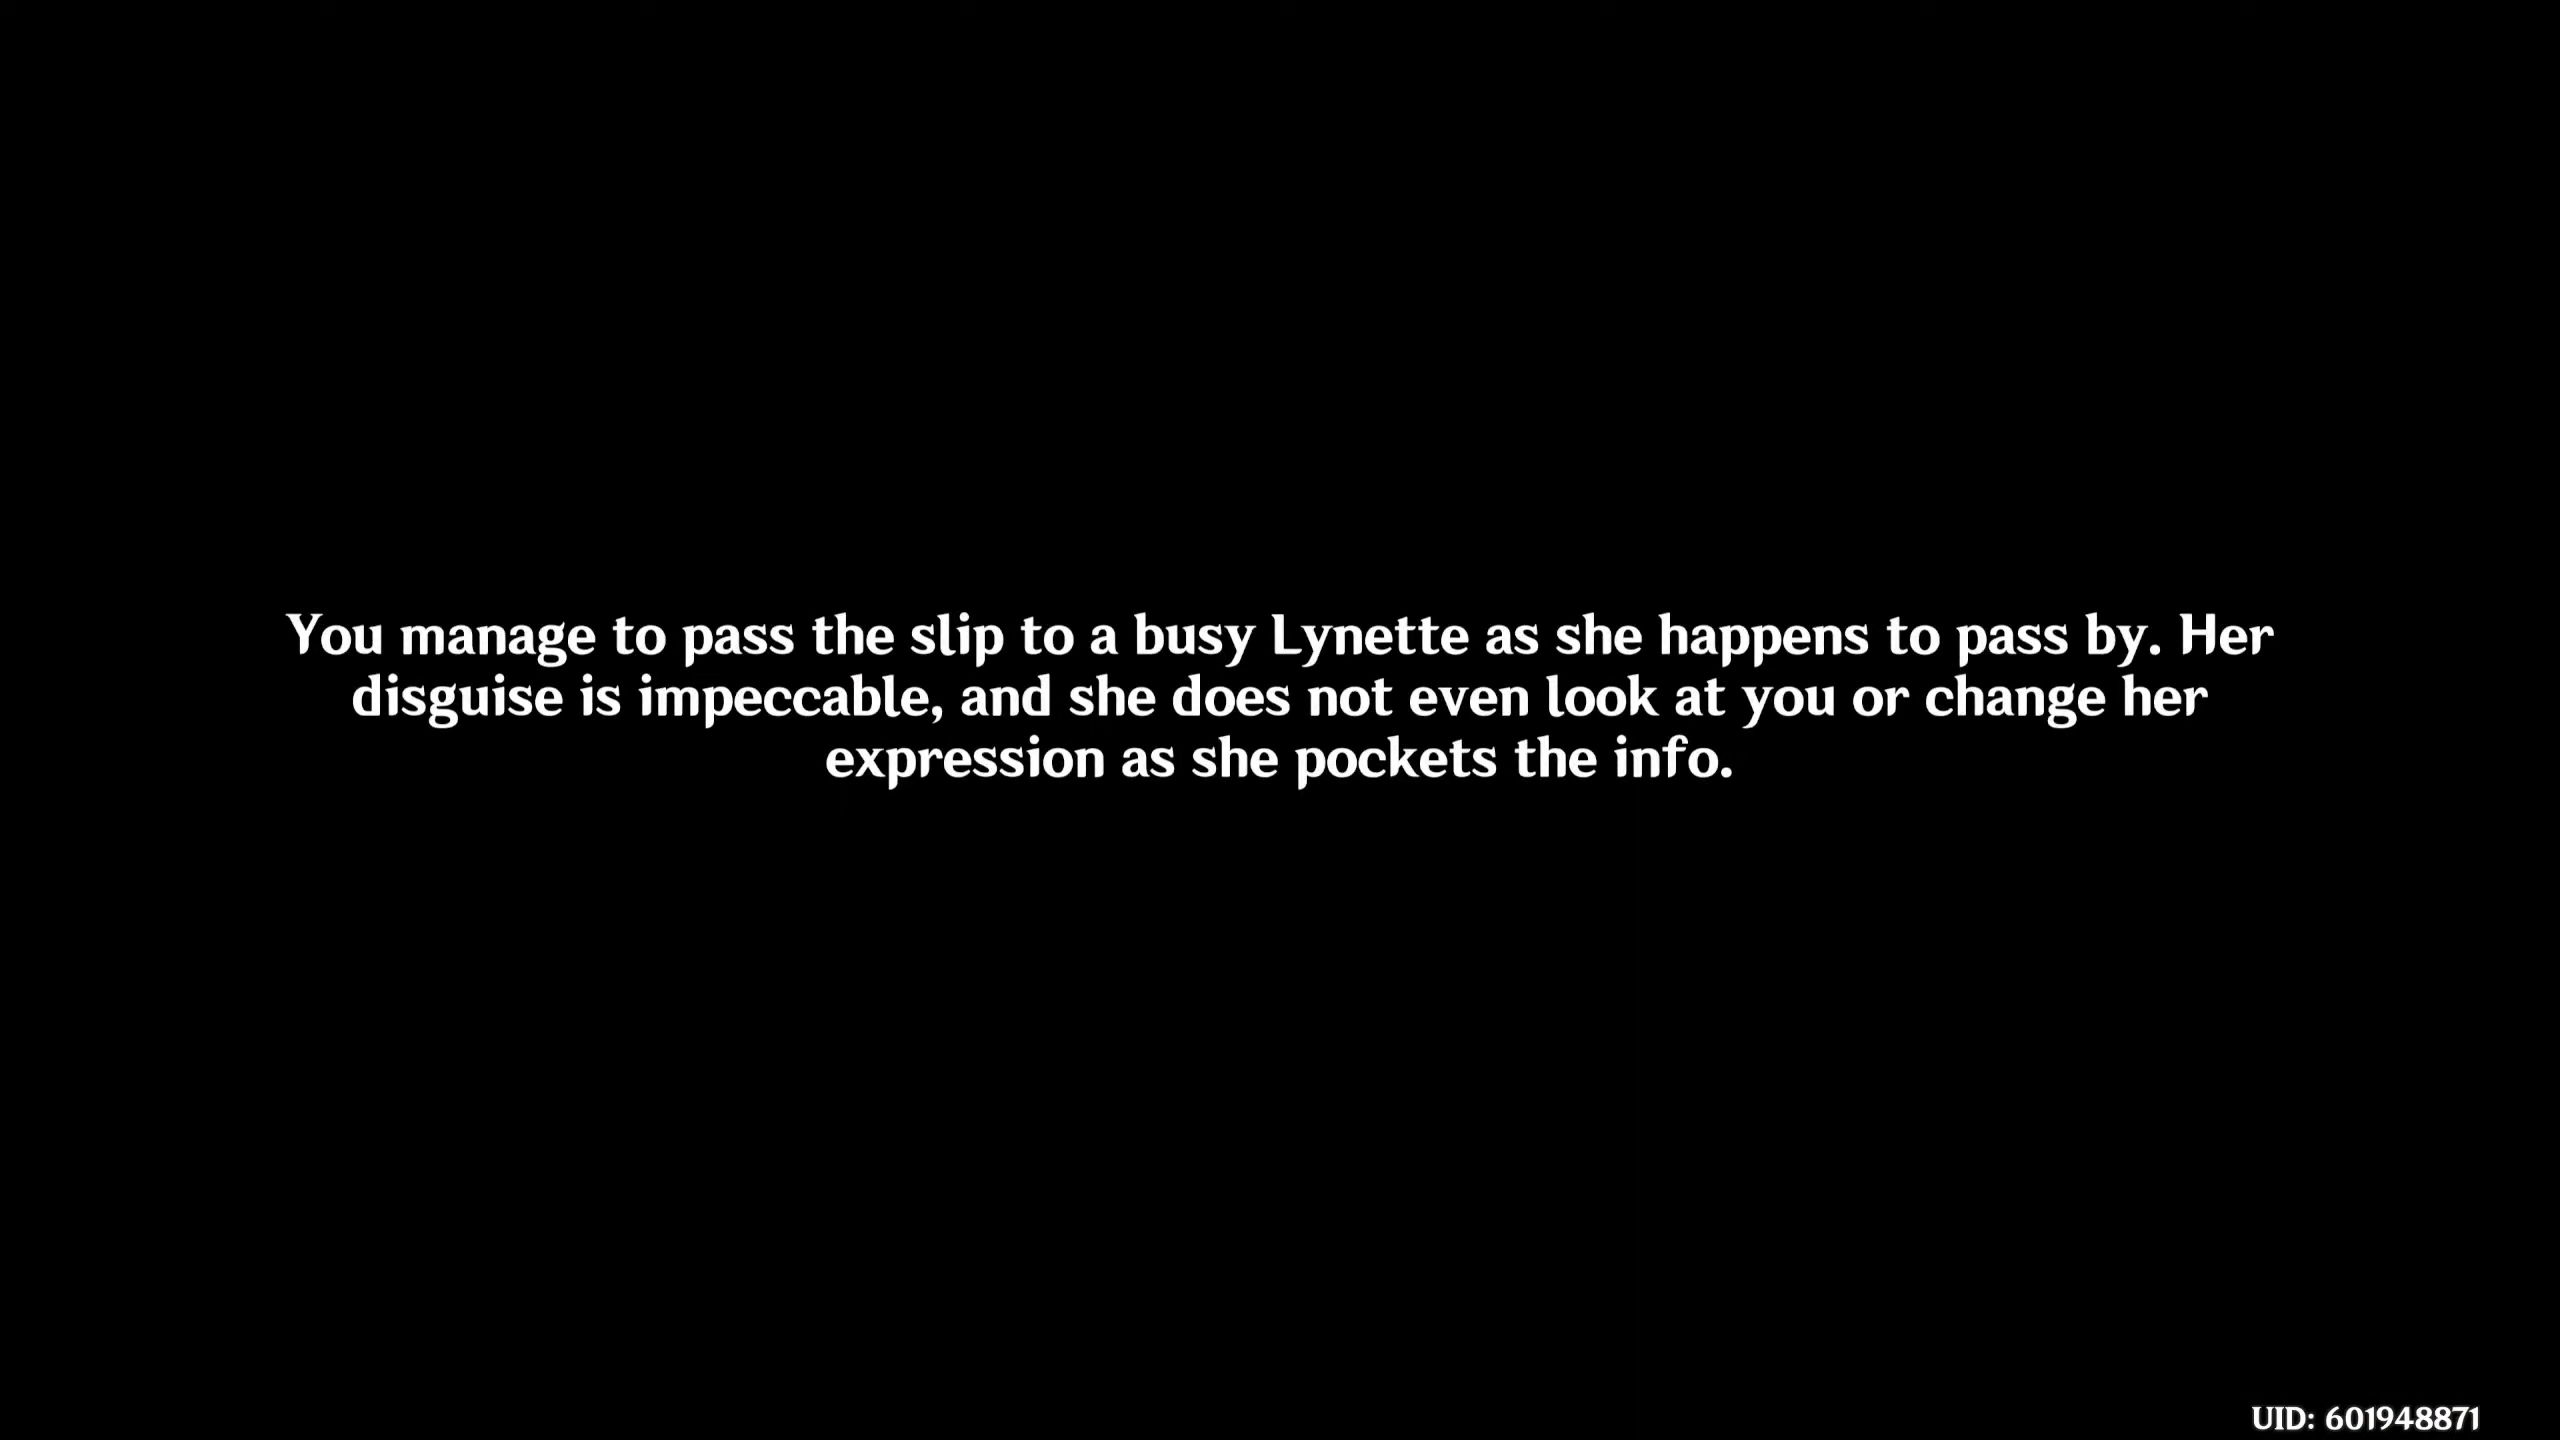 You manage to pass the slip to a busy Lynette as she happens to pass by. Her
disguise is impeccable, and she does not even look at you or change her
expression as she pockets the info.
UID: 601948871